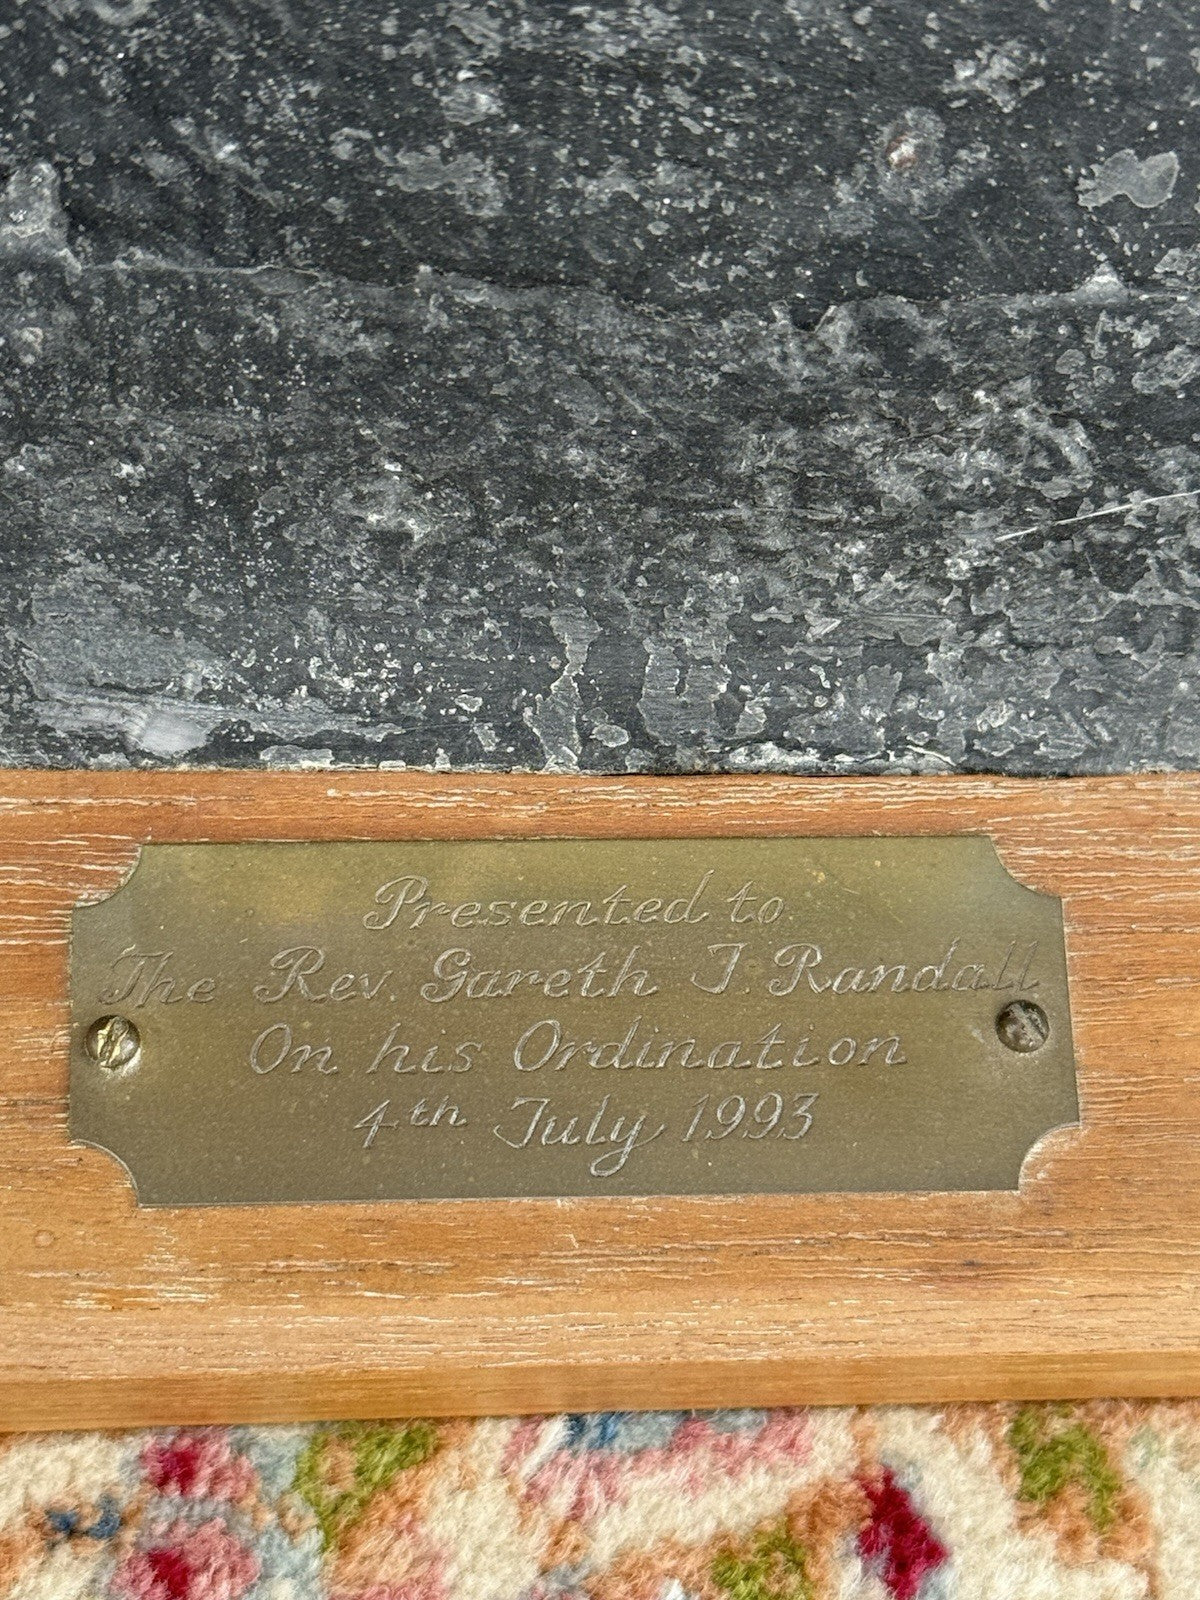 Presented to
The Rev. Gareth J. Randall
On his Ordination
4th July 1993